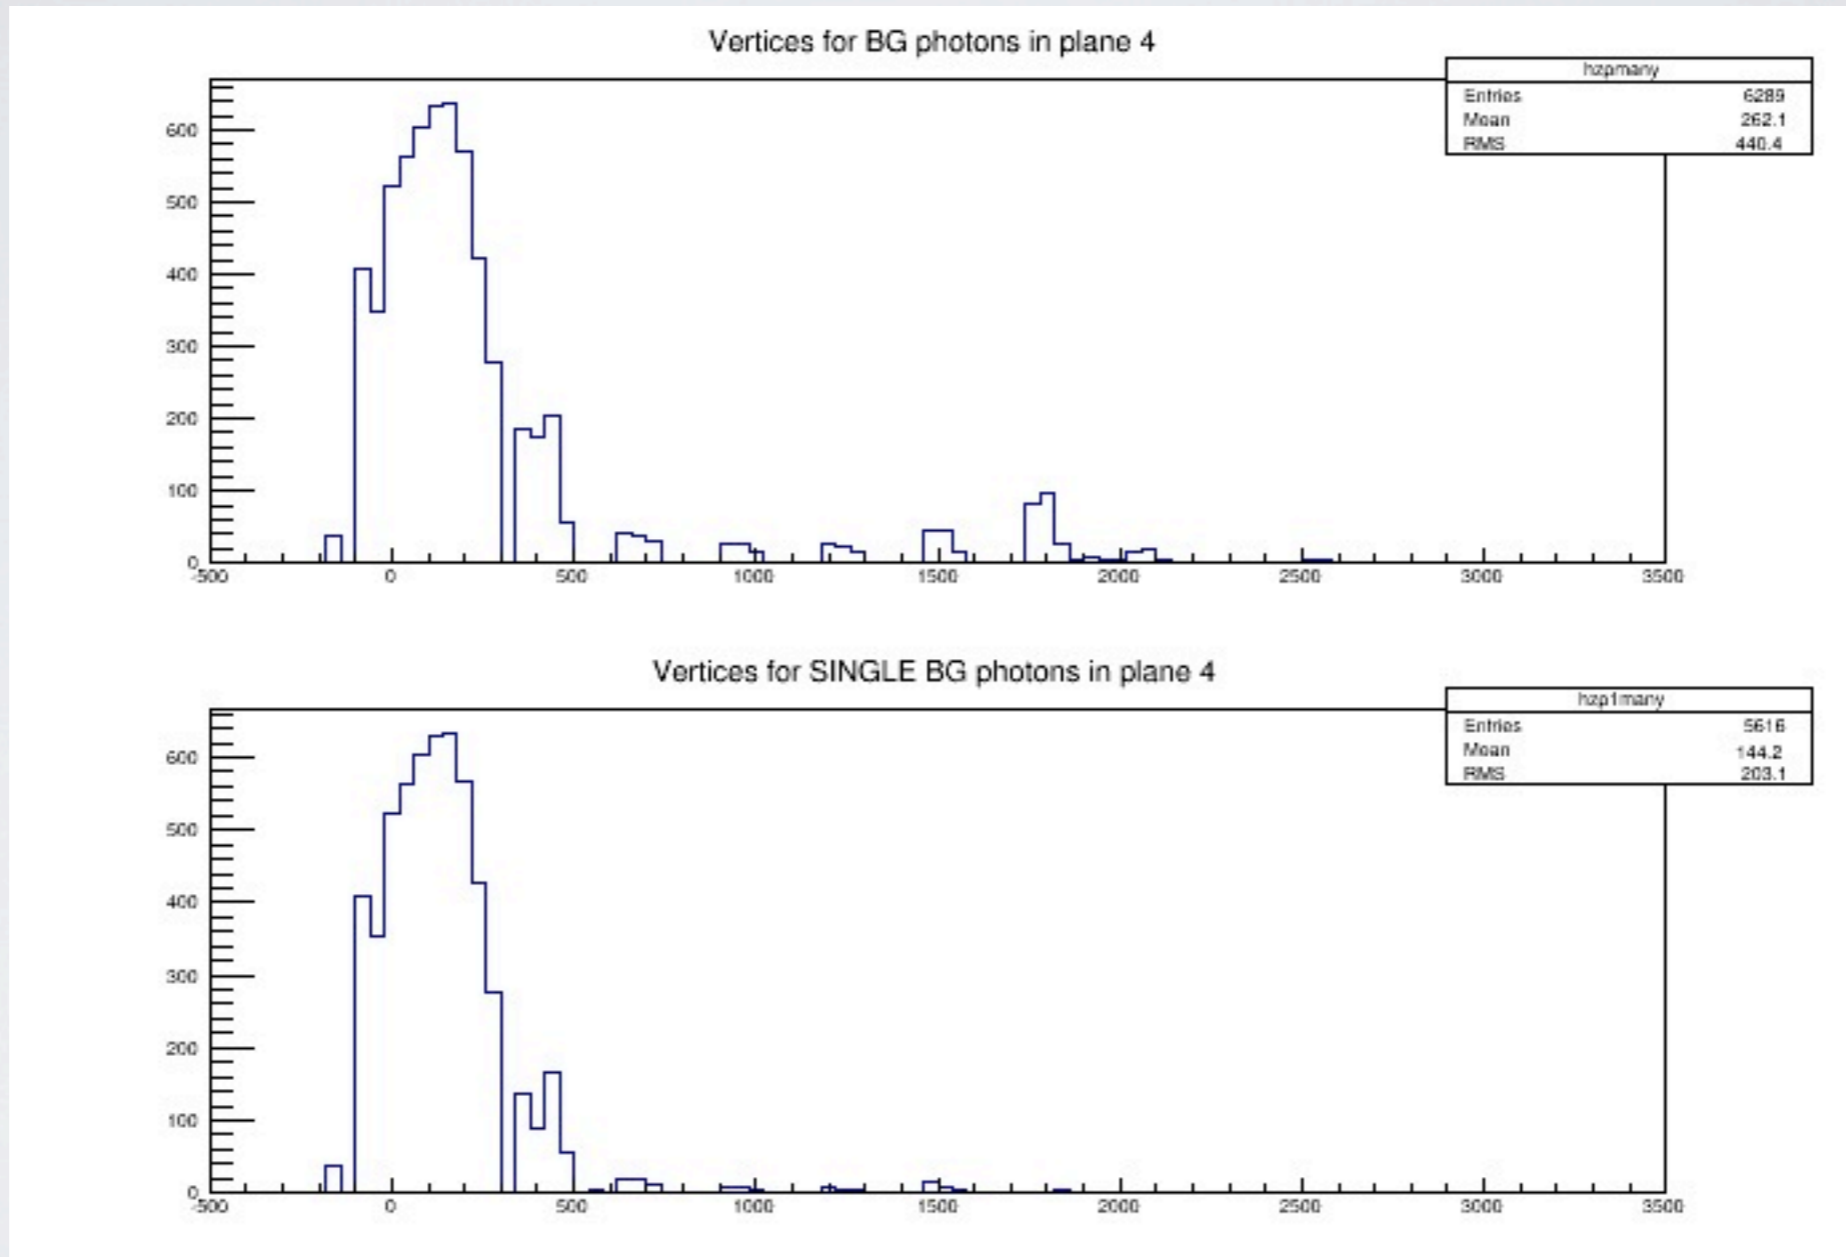 Vertices for BG photons in plane 4
hzpmany
Entries 6289
Mean 262.1
RMS 440.4
600
500
400
300
200
100
0
-500 0 500 1000 1500 2000 2500 3000 3500
Vertices for SINGLE BG photons in plane 4
hzp1many
Entries 5616
Mean 144.2
RMS 203.1
600
500
400
300
200
100
0
-500 0 500 1000 1500 2000 2500 3000 3500